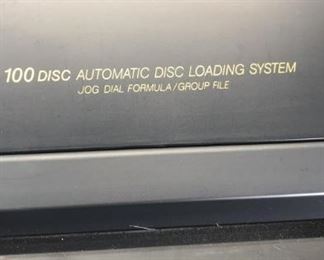 100 DISC AUTOMATIC DISC LOADING SYSTEM
JOG DIAL FORMULA/GROUP FILE